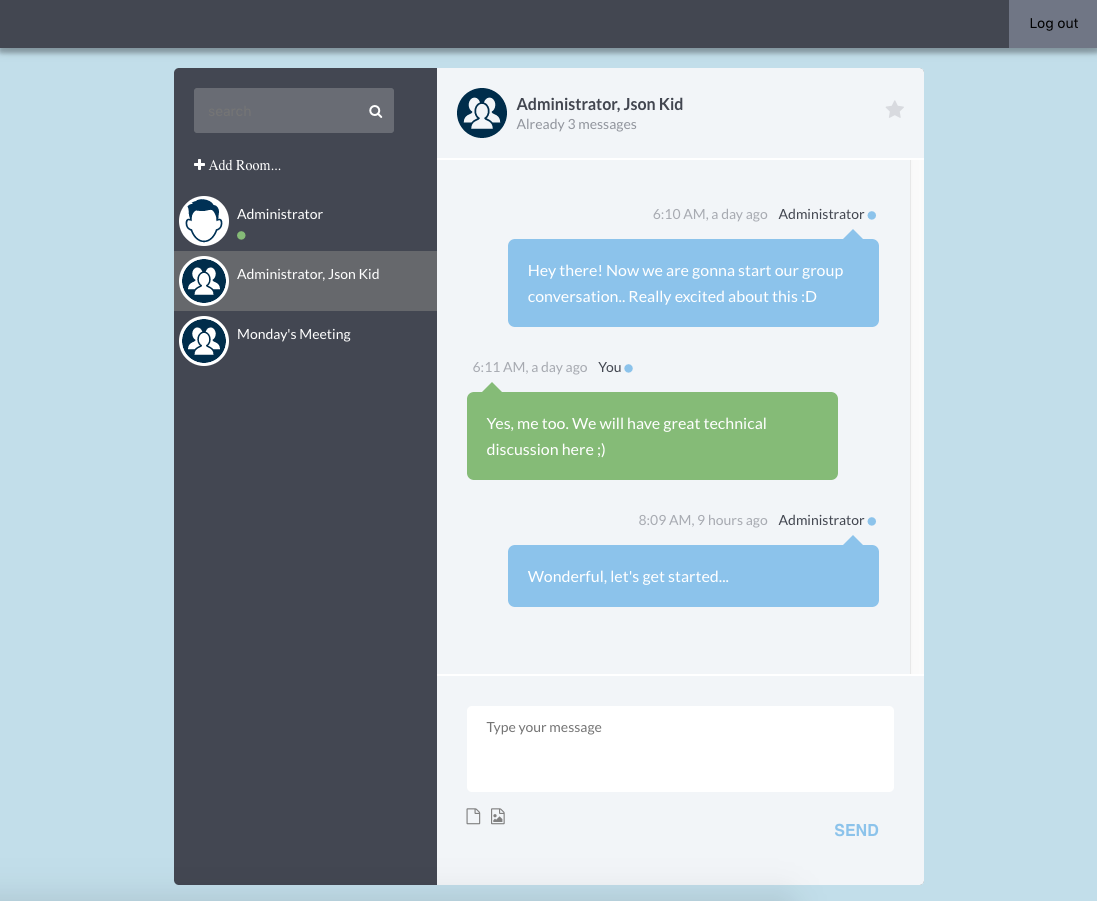 Log out
search
Add Room...
Administrator
Administrator, Json Kid
Monday's Meeting
Administrator, Json Kid
Already 3 messages
6:10 AM, a day ago Administrator
Hey there! Now we are gonna start our group
conversation.. Really excited about this :D
6:11 AM, a day ago You
Yes, me too. We will have great technical
discussion here ;)
8:09 AM, 9 hours ago Administrator
Wonderful, let's get started...
Type your message
SEND